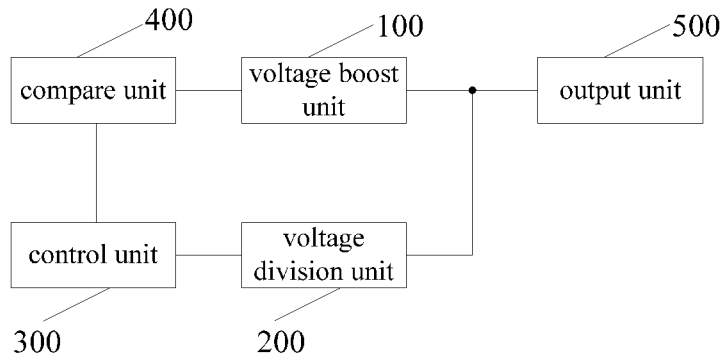 400
100
500
compare unit
voltage boost
unit
output unit
control unit
voltage
division unit
300
200